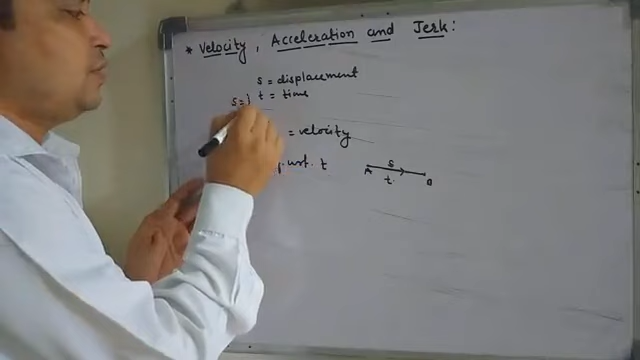 * Velocity, Acceleration and Jerk:
s = displacement
t = time
s =
= velocity
w.r.t. t
s
A B
t.